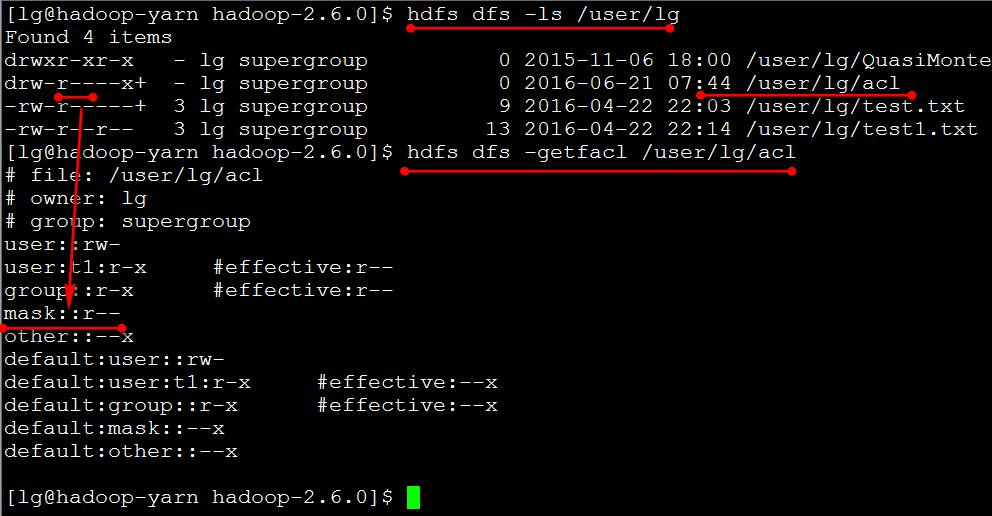 [lg@hadoop-yarn hadoop-2.6.0]$ hdfs dfs -ls /user/lg
Found 4 items
drwxr-xr-x   - lg supergroup          0 2015-11-06 18:00 /user/lg/QuasiMonte
drw-r----x+  - lg supergroup          0 2016-06-21 07:44 /user/lg/acl
-rw-r-----+  3 lg supergroup          9 2016-04-22 22:03 /user/lg/test.txt
-rw-r--r--   3 lg supergroup         13 2016-04-22 22:14 /user/lg/test1.txt
[lg@hadoop-yarn hadoop-2.6.0]$ hdfs dfs -getfacl /user/lg/acl
# file: /user/lg/acl
# owner: lg
# group: supergroup
user::rw-
user:t1:r-x     #effective:r--
group::r-x      #effective:r--
mask::r--
other::--x
default:user::rw-
default:user:t1:r-x     #effective:--x
default:group::r-x      #effective:--x
default:mask::--x
default:other::--x
[lg@hadoop-yarn hadoop-2.6.0]$